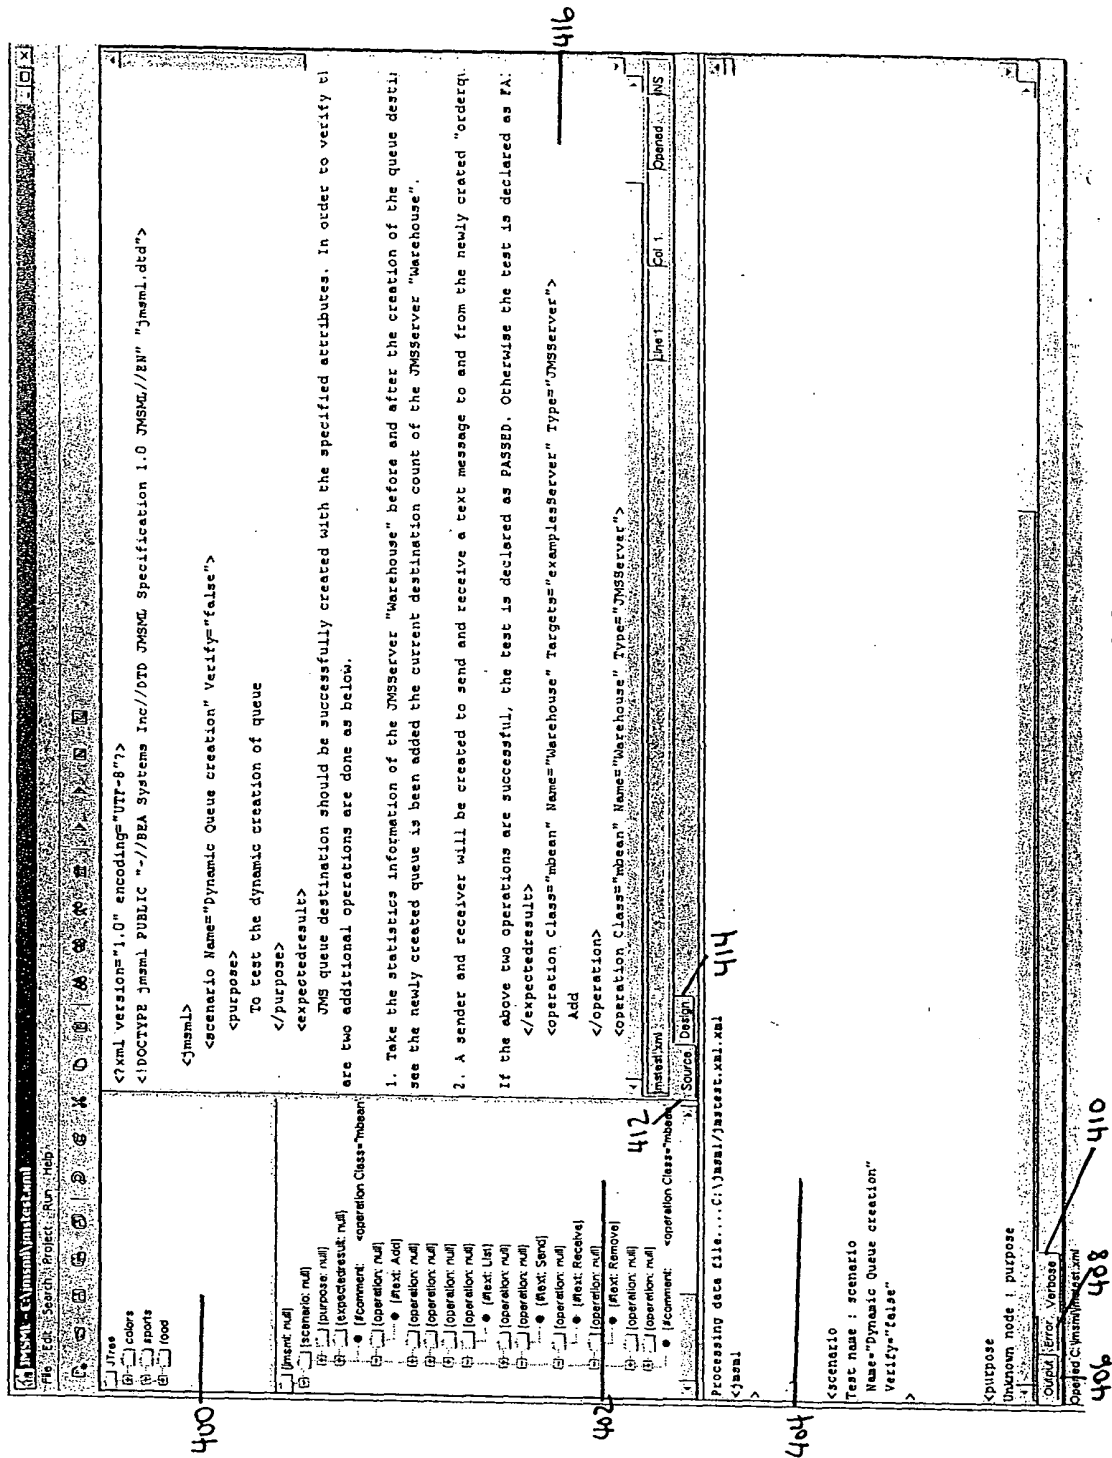 JMSML - C:\jmsml\jmstest.xml
File Edit Search Project Run Help
JTree
colors
sports
food
[jmsml: null]
[scenario: null]
[purpose: null]
[expectedresult: null]
[#comment: <operation Class="mbean"
[operation: null]
[#text: Add]
[operation: null]
[operation: null]
[operation: null]
[#text: List]
[operation: null]
[operation: null]
[#text: Send]
[operation: null]
[#text: Receive]
[operation: null]
[#text: Remove]
[operation: null]
[operation: null]
[#comment: <operation Class="mbean"
<?xml version="1.0" encoding="UTF-8"?>
<!DOCTYPE jmsml PUBLIC "-//BEA Systems Inc/DTD JMSML Specification 1.0 JMSML//EN" "jmsml.dtd">
<jmsml>
<scenario Name="Dynamic Queue creation" Verify="false">
<purpose>
To test the dynamic creation of queue
</purpose>
<expectedresult>
JMS queue destination should be successfully created with the specified attributes. In order to verify t
are two additional operations are done as below.
1. Take the statistics information of the JMSServer "Warehouse" before and after the creation of the queue desti
see the newly created queue is been added the current destination count of the JMSServer "Warehouse".
2. A sender and receiver will be created to send and receive a text message to and from the newly crated "orderq
If the above two operations are successful, the test is declared as PASSED. Otherwise the test is declared as FA
</expectedresult>
<operation Class="mbean" Name="Warehouse" Targets="examplesServer" Type="JMSServer">
Add
</operation>
<operation Class="mbean" Name="Warehouse" Type="JMSServer">
jmstest.xml Line 1 Col 1 Opened INS
Source Design
Processing data file....C:\jmsml/jmstest.xml.xml
<jmsml
>
<scenario
Test name : scenario
Name="Dynamic Queue creation"
Verify="false"
>
<purpose
Unknown node : purpose
Output Error Verbose
Opened C:\jmsml\jmstest.xml
400
402
404
406
408
410
412
414
416